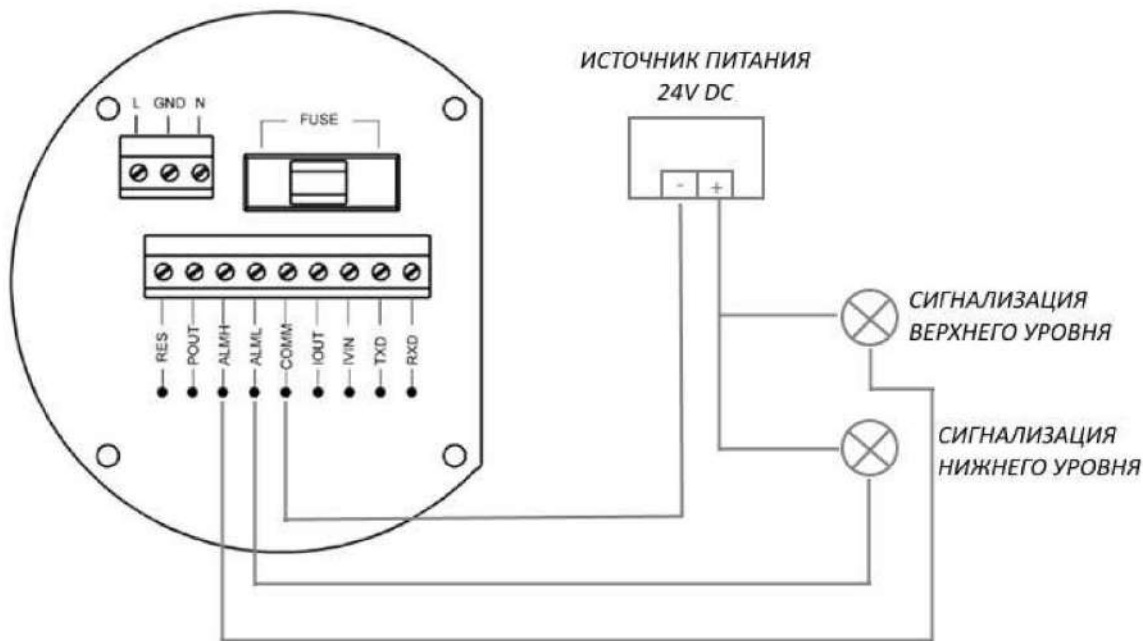 ИСТОЧНИК ПИТАНИЯ
24V DC
- +
L GND N
FUSE
RES
POUT
ALMH
ALML
COMM
IOUT
IVIN
TXD
RXD
СИГНАЛИЗАЦИЯ
ВЕРХНЕГО УРОВНЯ
СИГНАЛИЗАЦИЯ
НИЖНЕГО УРОВНЯ